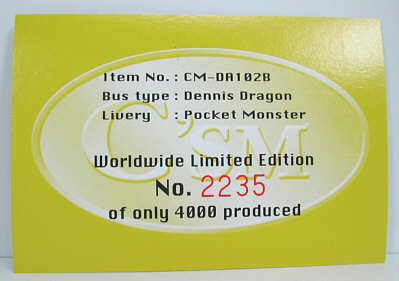 Item No. : CM-DA102B
Bus type : Dennis Dragon
Livery : Pocket Monster
C'SM
Worldwide Limited Edition
No. 2235
of only 4000 produced